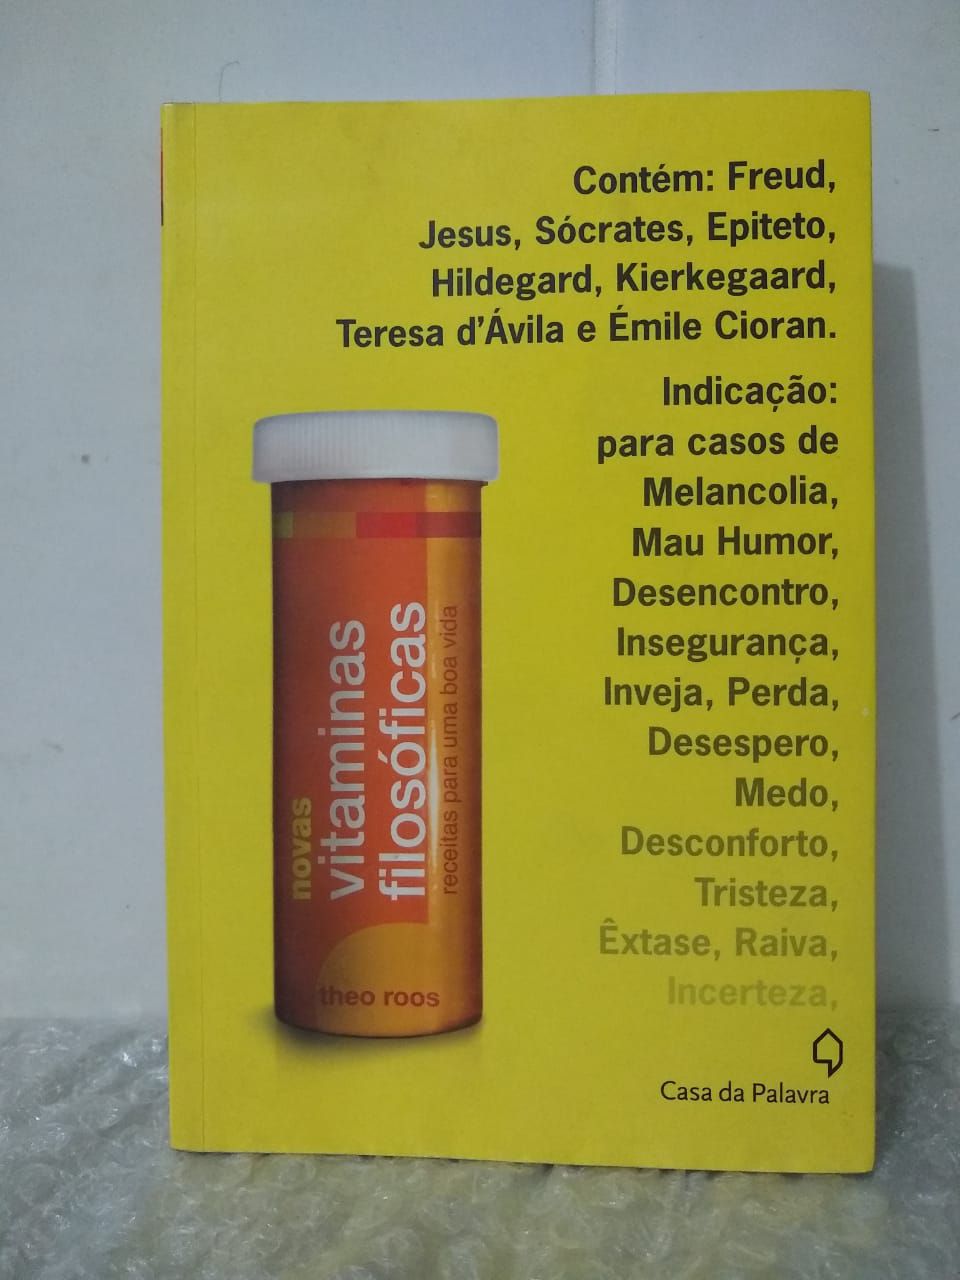 Contém: Freud,
Jesus, Sócrates, Epiteto,
Hildegard, Kierkegaard,
Teresa d'Ávila e Émile Cioran.
Indicação:
para casos de
Melancolia,
Mau Humor,
Desencontro,
Insegurança,
Inveja, Perda,
Desespero,
Medo,
Desconforto,
Tristeza,
Êxtase, Raiva,
Incerteza,
novas
vitaminas
filosóficas
receitas para uma boa vida
theo roos
Casa da Palavra